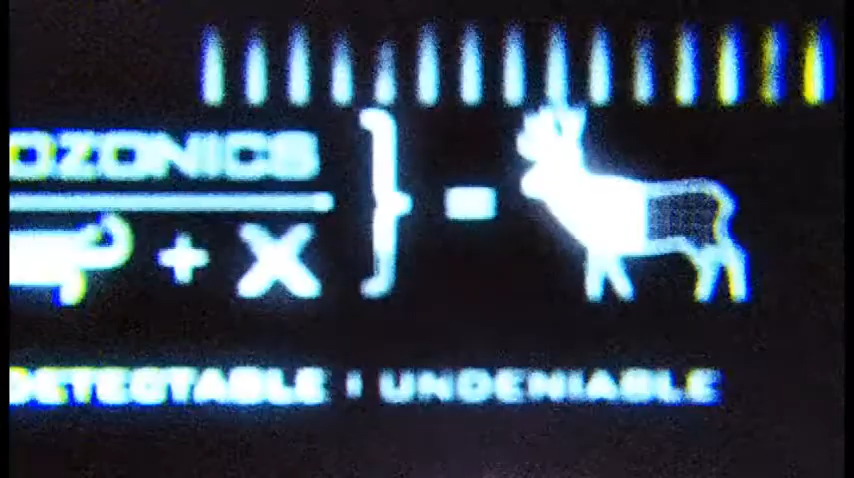 OZONICS
+ X } =
DETECTABLE | UNDENIABLE